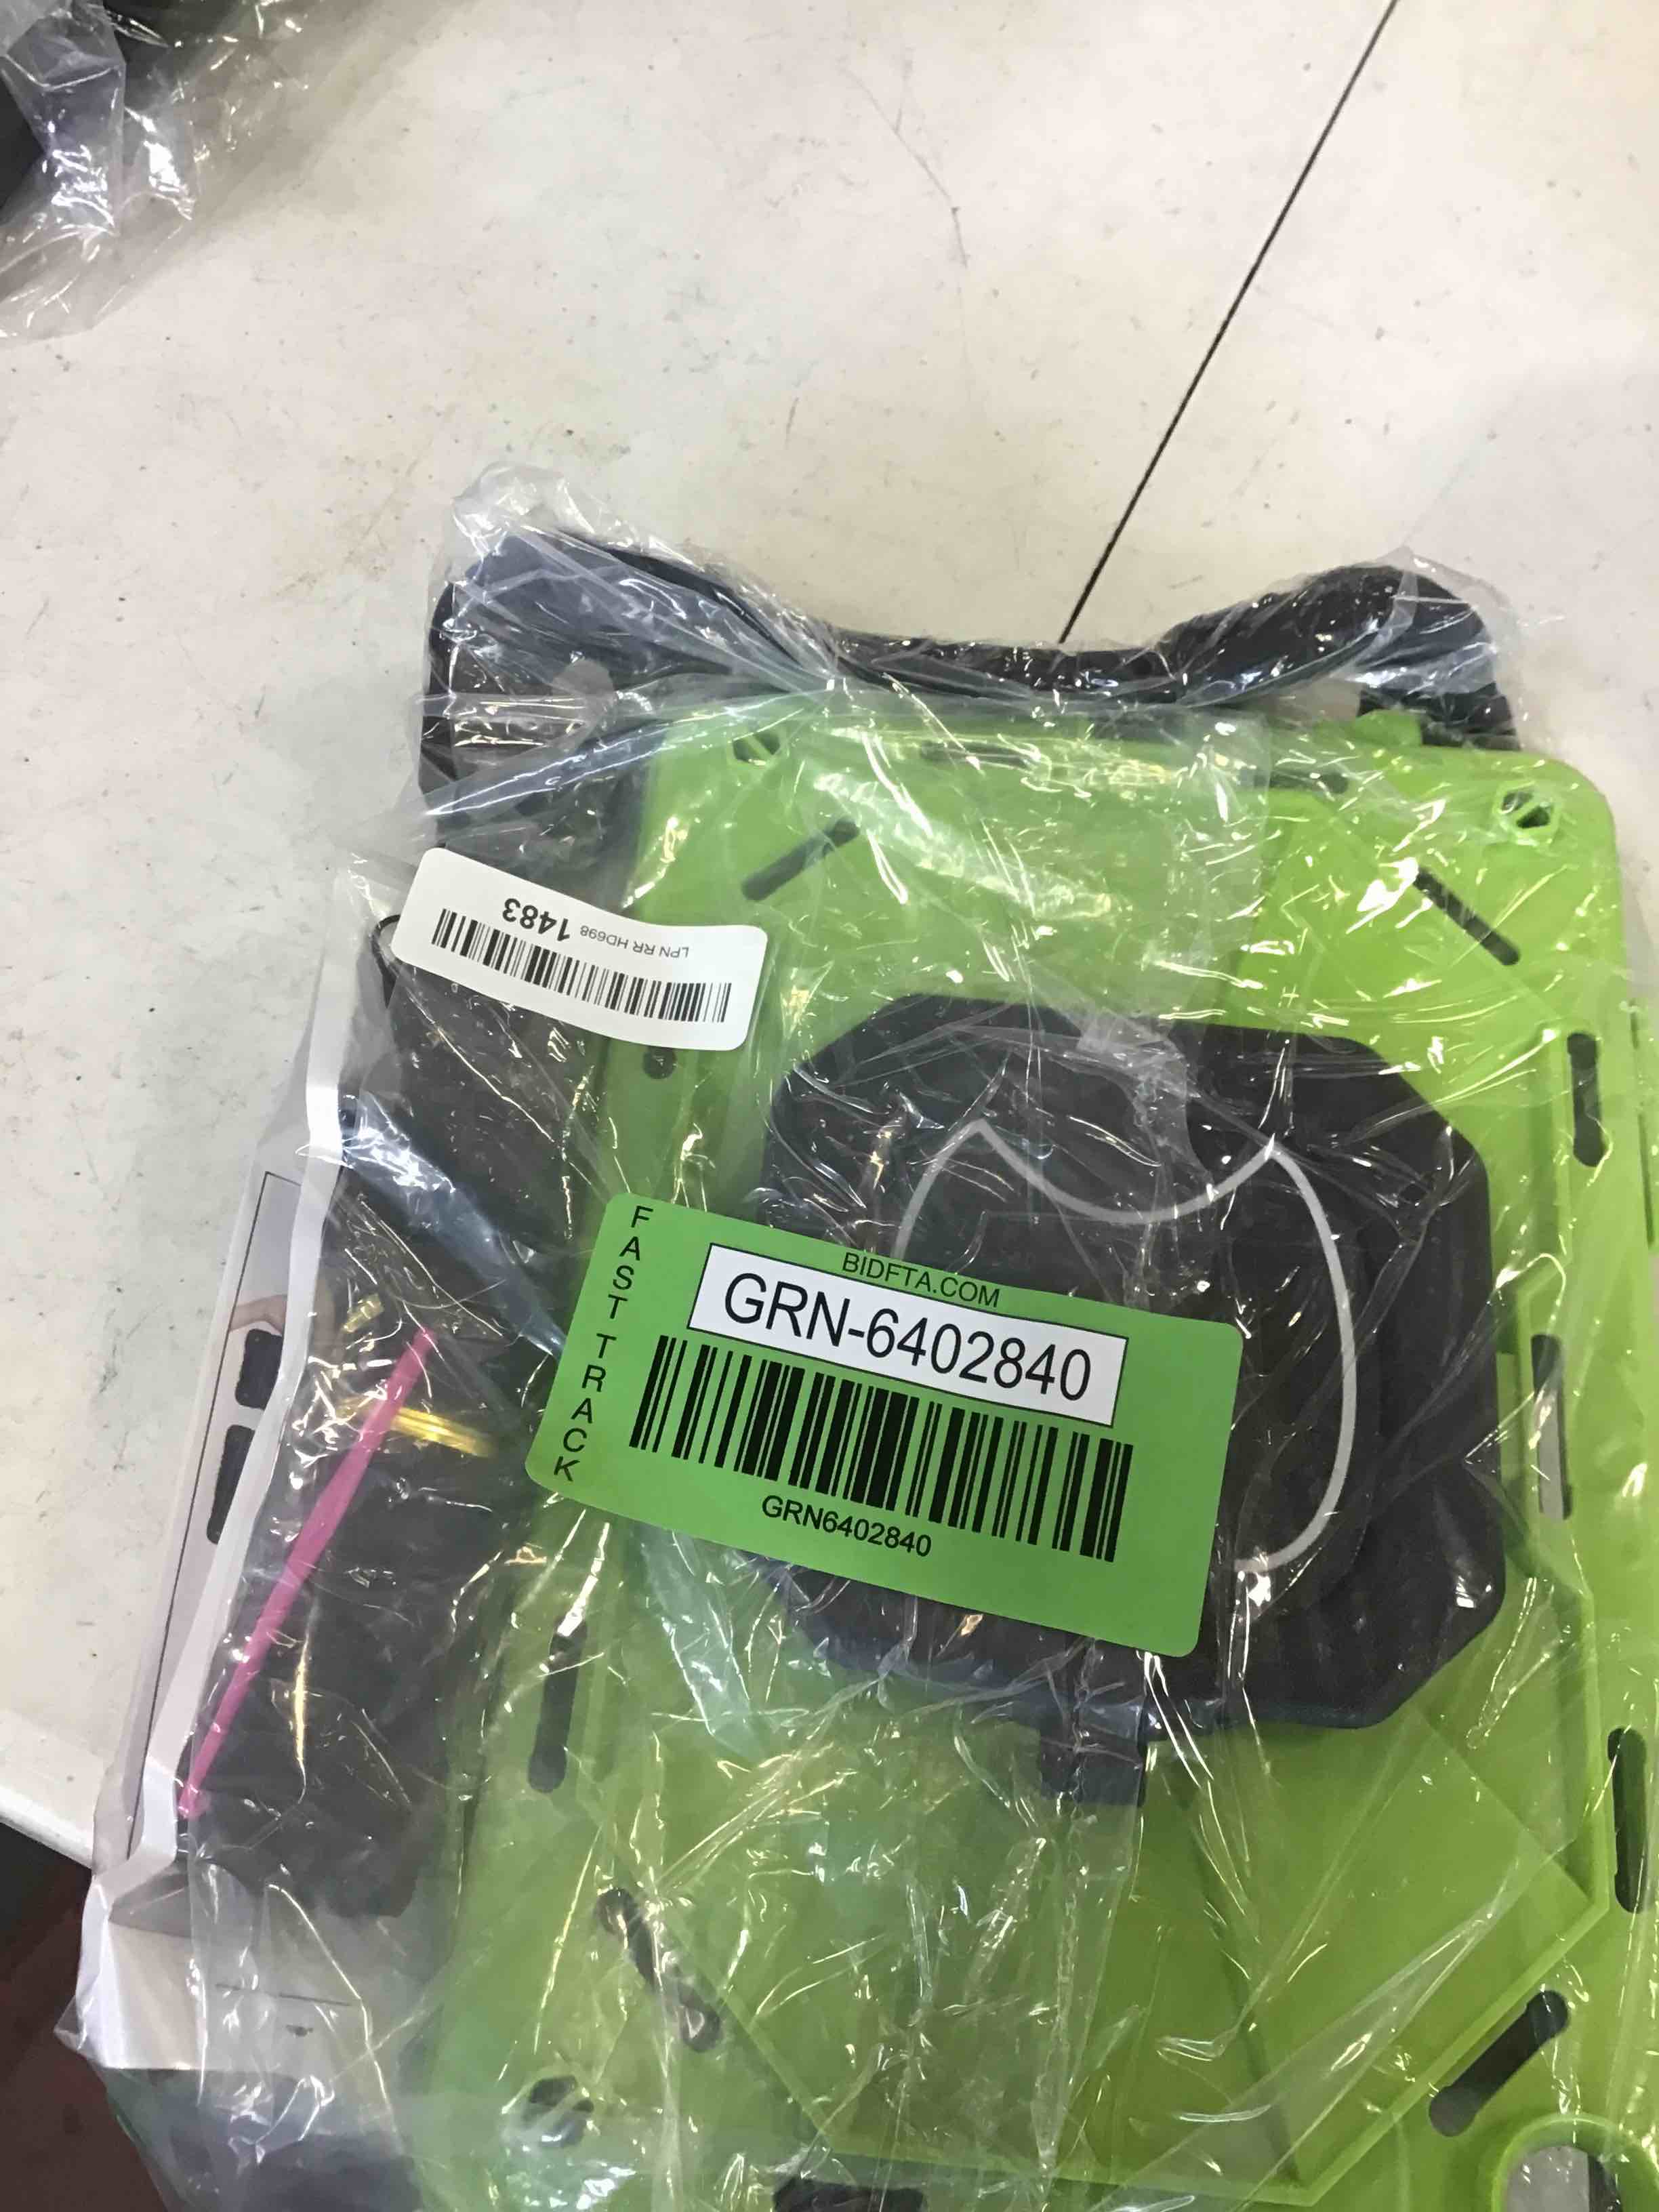 LPN RR HD698 1483
BIDFTA.COM
FAST TRACK
GRN-6402840
GRN6402840